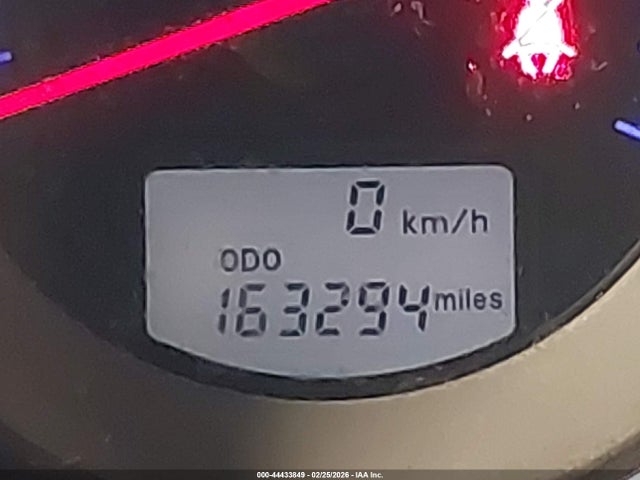 0 km/h
ODO
163294 miles
000-44433849 - 02/25/2026 - IAA Inc.